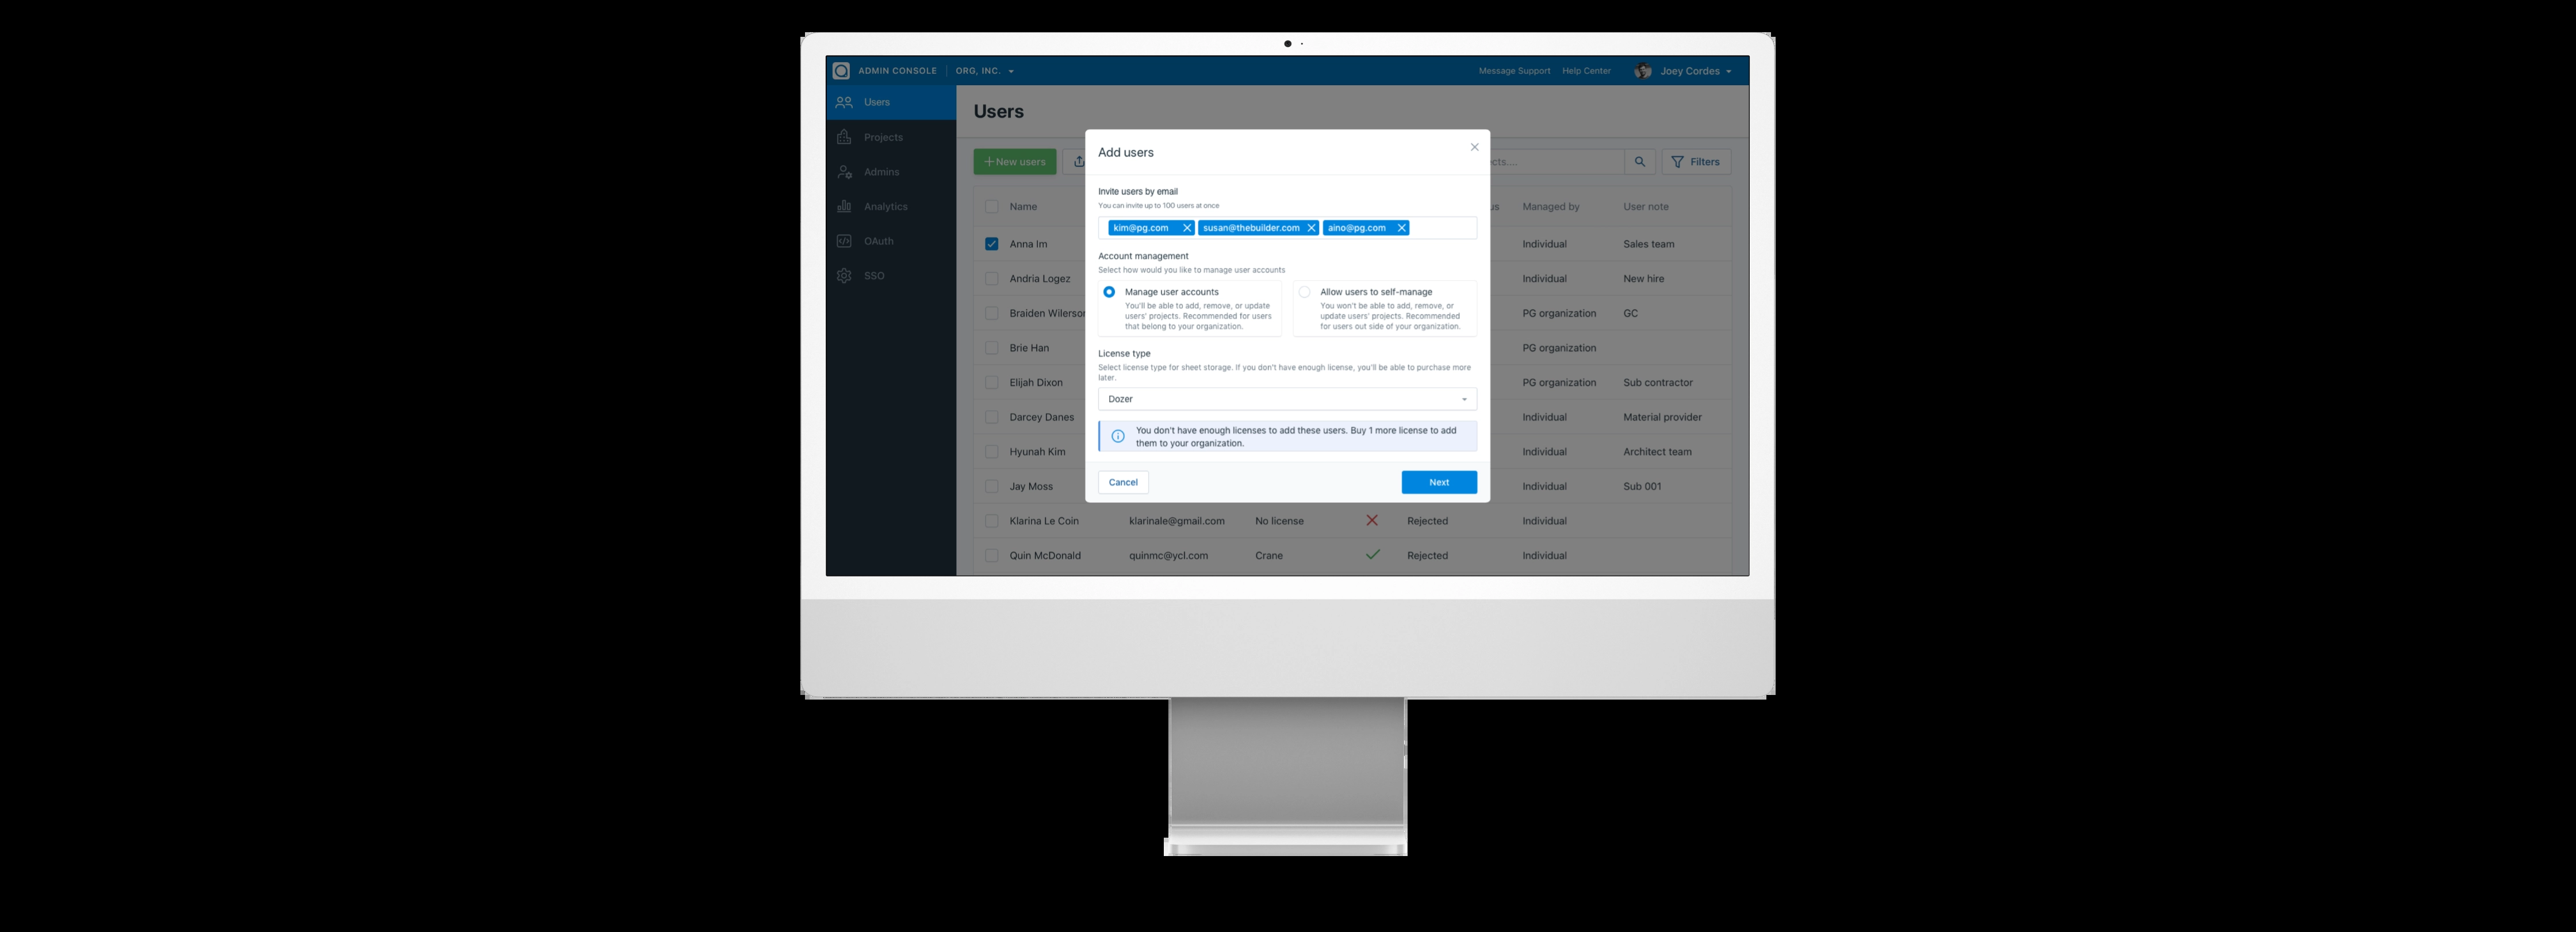 ADMIN CONSOLE ORG, INC. Message Support Help Center Joey Cordes
Users
Projects
Admins
Analytics
OAuth
SSO
Users
New users
Filters
Name Managed by User note
Anna Im Individual Sales team
Andria Logez Individual New hire
Braiden Wilerson PG organization GC
Brie Han PG organization
Elijah Dixon PG organization Sub contractor
Darcey Danes Individual Material provider
Hyunah Kim Individual Architect team
Jay Moss Individual Sub 001
Klarina Le Coin klarinale@gmail.com No license Rejected Individual
Quin McDonald quinmc@ycl.com Crane Rejected Individual
Add users
Invite users by email
You can invite up to 100 users at once
kim@pg.com susan@thebuilder.com aino@pg.com
Account management
Select how would you like to manage user accounts
Manage user accounts
You'll be able to add, remove, or update
users' projects. Recommended for users
that belong to your organization.
Allow users to self-manage
You won't be able to add, remove, or
update users' projects. Recommended
for users out side of your organization.
License type
Select license type for sheet storage. If you don't have enough license, you'll be able to purchase more
later.
Dozer
You don't have enough licenses to add these users. Buy 1 more license to add
them to your organization.
Cancel Next